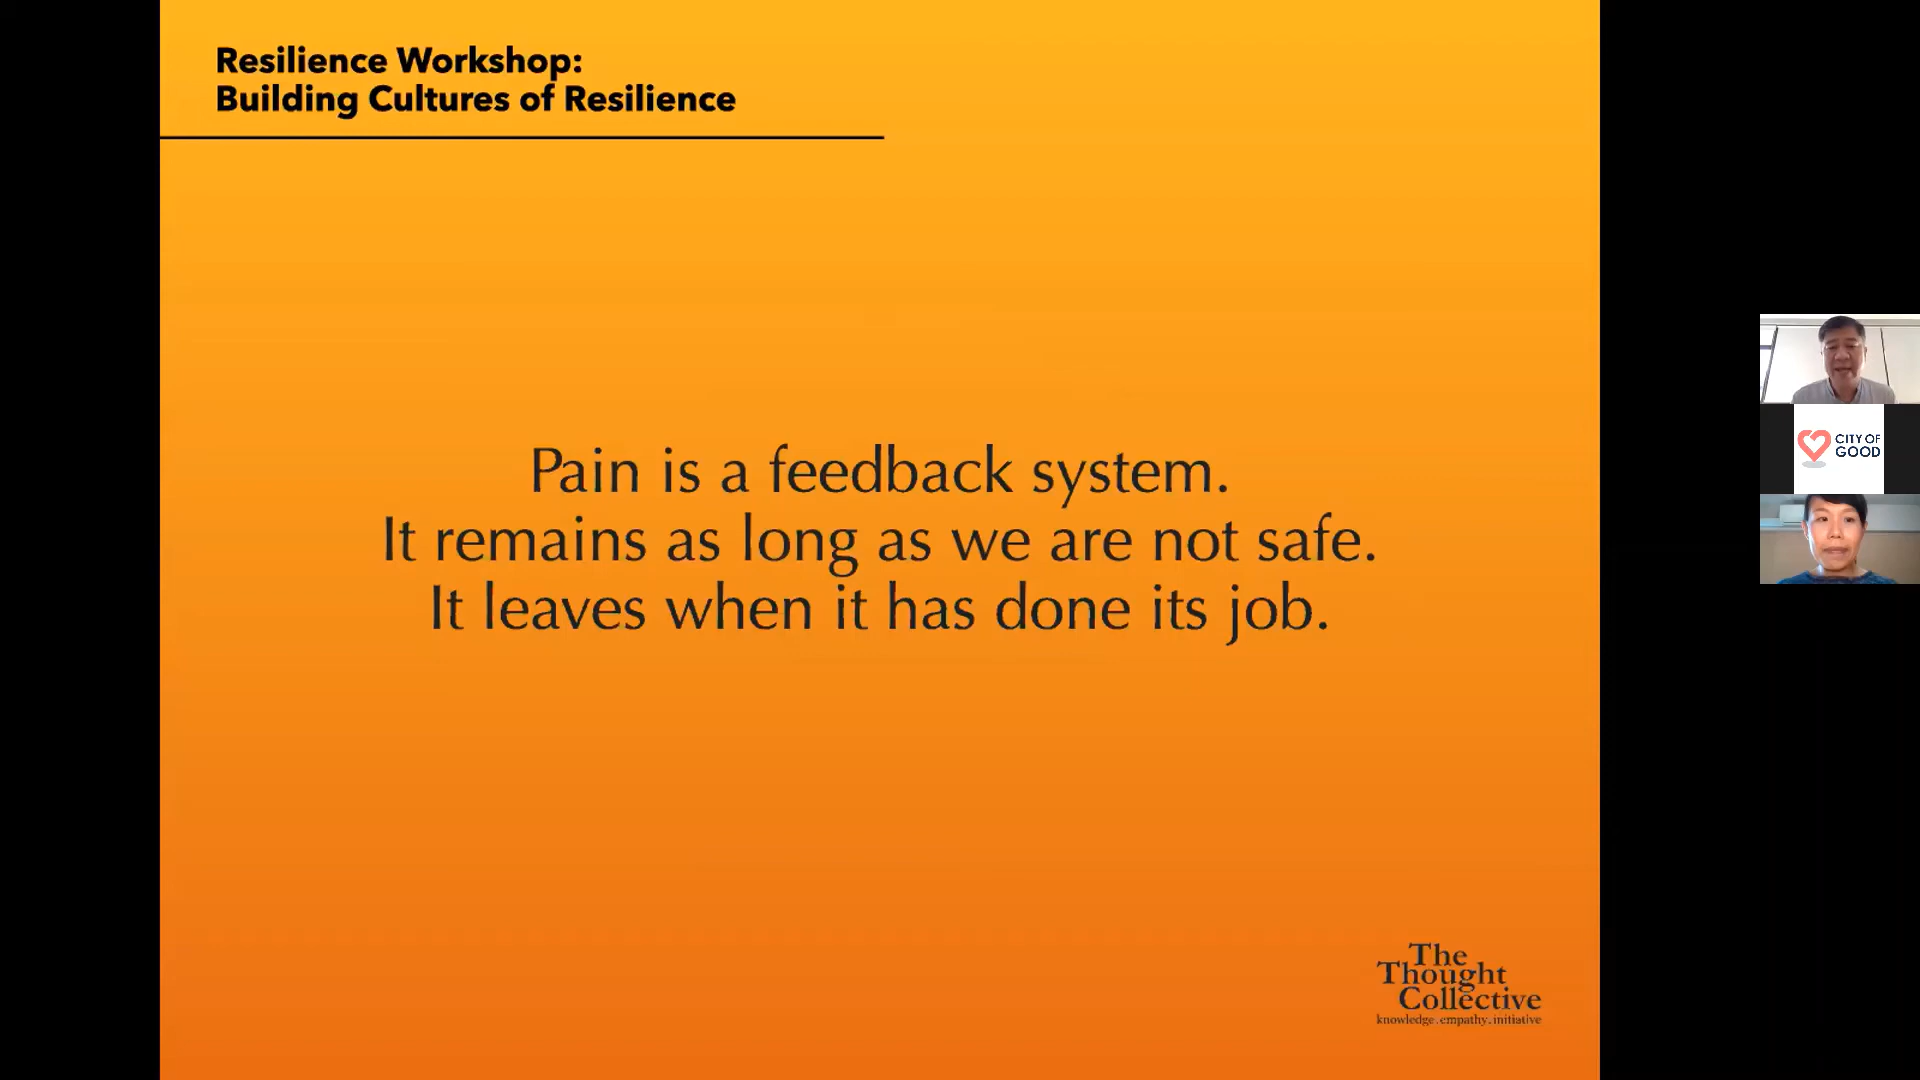 Resilience Workshop:
Building Cultures of Resilience
Pain is a feedback system.
It remains as long as we are not safe.
It leaves when it has done its job.
CITY OF
GOOD
The
Thought
Collective
knowledge.empathy.initiative